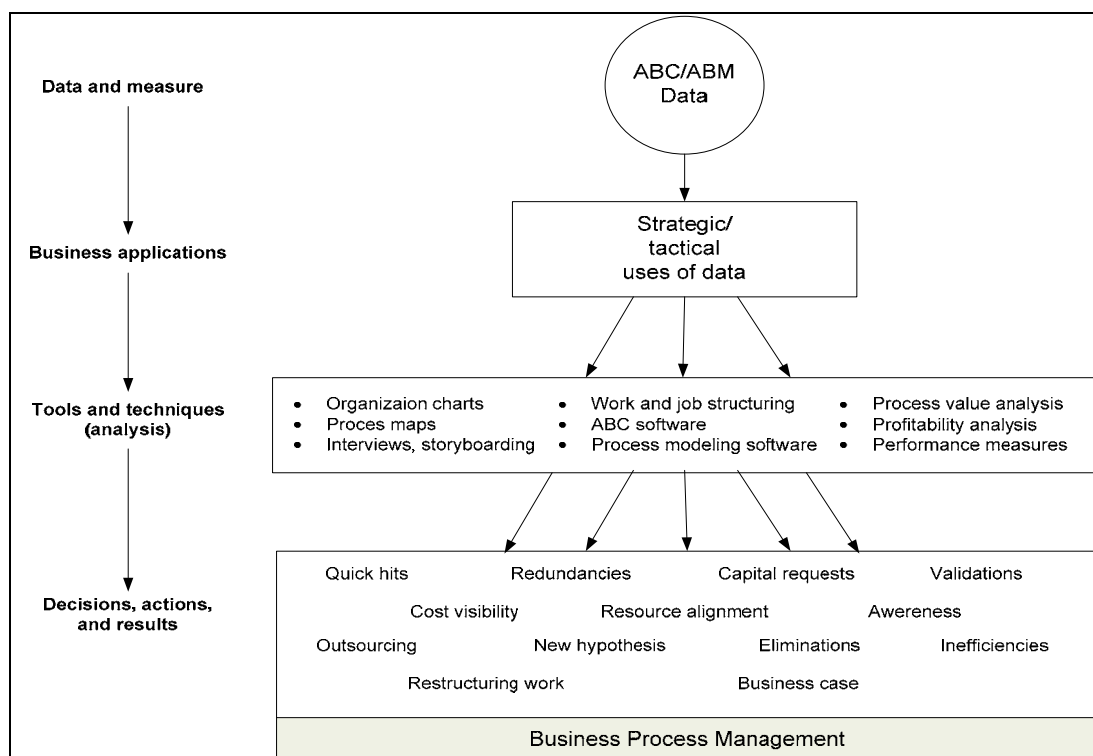 Data and measure
ABC/ABM
Data
Business applications
Strategic/
tactical
uses of data
Tools and techniques
(analysis)
• Organizaion charts
• Proces maps
• Interviews, storyboarding
• Work and job structuring
• ABC software
• Process modeling software
• Process value analysis
• Profitability analysis
• Performance measures
Decisions, actions,
and results
Quick hits Redundancies Capital requests Validations
Cost visibility Resource alignment Awereness
Outsourcing New hypothesis Eliminations Inefficiencies
Restructuring work Business case
Business Process Management